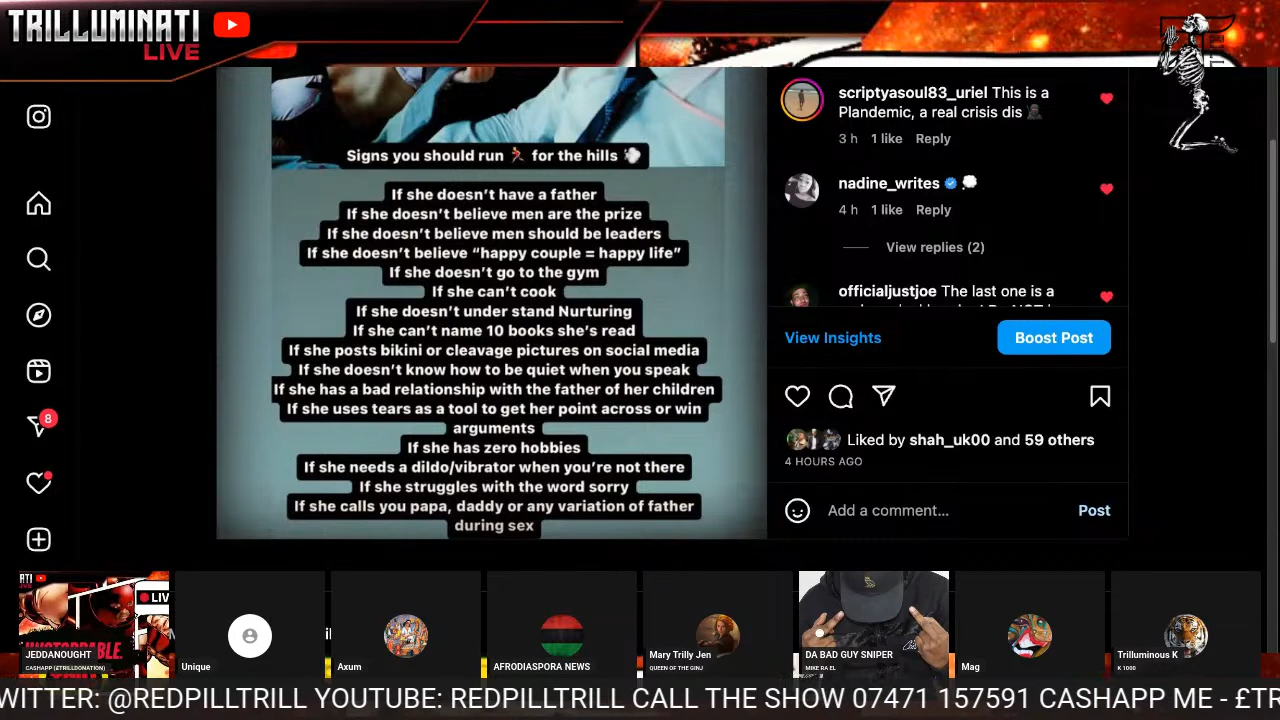 TRILLUMINATI
LIVE
Signs you should run 🏃 for the hills 💨
If she doesn’t have a father
If she doesn’t believe men are the prize
If she doesn’t believe men should be leaders
If she doesn’t believe “happy couple = happy life”
If she doesn’t go to the gym
If she can’t cook
If she doesn’t under stand Nurturing
If she can’t name 10 books she’s read
If she posts bikini or cleavage pictures on social media
If she doesn’t know how to be quiet when you speak
If she has a bad relationship with the father of her children
If she uses tears as a tool to get her point across or win
arguments
If she has zero hobbies
If she needs a dildo/vibrator when you’re not there
If she struggles with the word sorry
If she calls you papa, daddy or any variation of father
during sex
scriptyasoul83_uriel This is a
Plandemic, a real crisis dis
3 h 1 like Reply
nadine_writes 💭
4 h 1 like Reply
View replies (2)
officialjustjoe The last one is a
View Insights
Boost Post
Liked by shah_uk00 and 59 others
4 HOURS AGO
Add a comment...
Post
8
LIV
JEDDANOUGHT
CASHAPP (£TRILLDONATION)
Unique
Axum
AFRODIASPORA NEWS
Mary Trilly Jen
QUEEN OF THE GINJ
DA BAD GUY SNIPER
MIKE RA EL
Mag
Trilluminous K
K 1000
WITTER: @REDPILLTRILL YOUTUBE: REDPILLTRILL CALL THE SHOW 07471 157591 CASHAPP ME - £TR